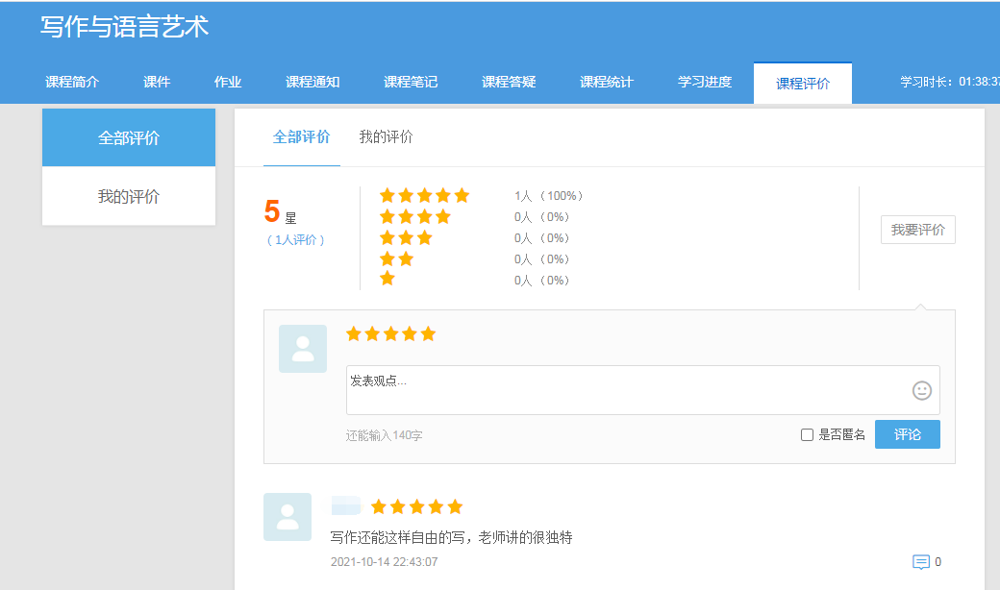 写作与语言艺术
课程简介 课件 作业 课程通知 课程笔记 课程答疑 课程统计 学习进度 课程评价 学习时长：01:38:37
全部评价
我的评价
全部评价 我的评价
5 星
（1人评价）
1人（100%）
0人（0%）
0人（0%）
0人（0%）
0人（0%）
我要评价
发表观点...
还能输入140字
是否匿名 评论
写作还能这样自由的写，老师讲的很独特
2021-10-14 22:43:07
0